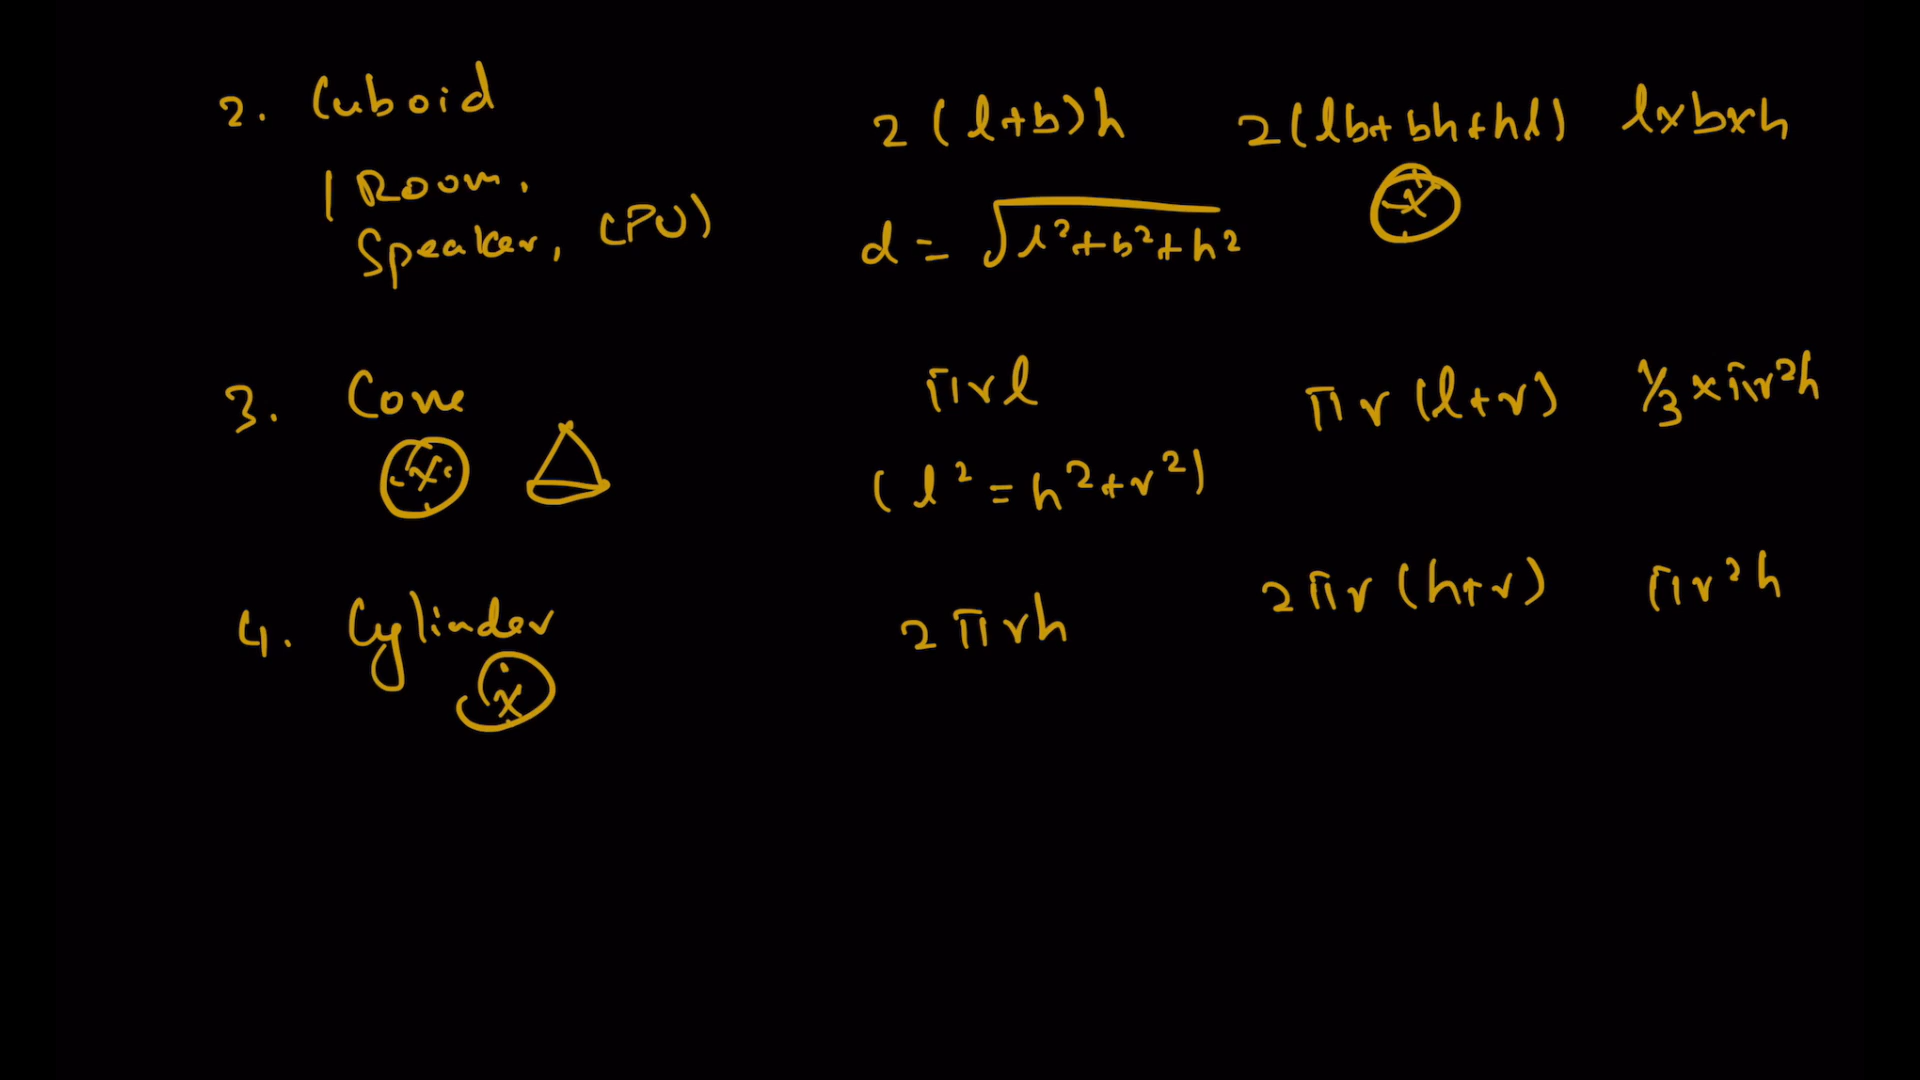 2. Cuboid 2(l+b)h 2(lb+bh+hl) l×b×h
(Room,
Speaker, CPU) d = √l²+b²+h²
3. Cone πrl πr(l+r) 1/3×πr²h
(l²=h²+r²)
4. Cylinder 2πrh 2πr(h+r) πr²h